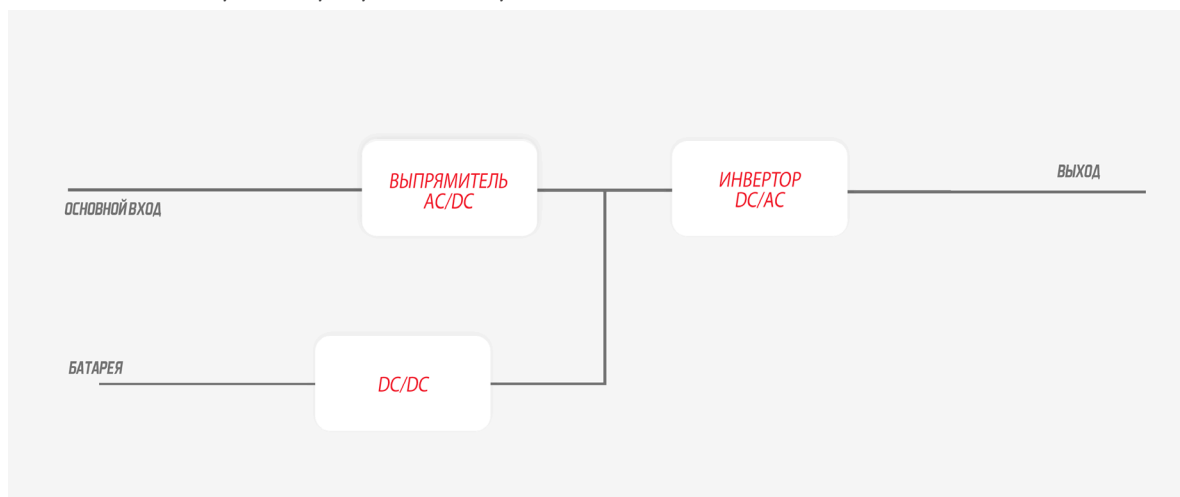 ВЫПРЯМИТЕЛЬ
AC/DC
ИНВЕРТОР
DC/AC
ВЫХОД
ОСНОВНОЙ ВХОД
БАТАРЕЯ
DC/DC